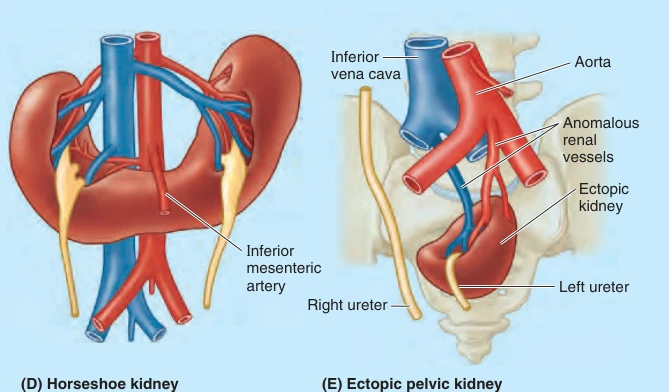 Inferior
mesenteric
artery
(D) Horseshoe kidney
Inferior
vena cava
Aorta
Anomalous
renal
vessels
Ectopic
kidney
Left ureter
Right ureter
(E) Ectopic pelvic kidney